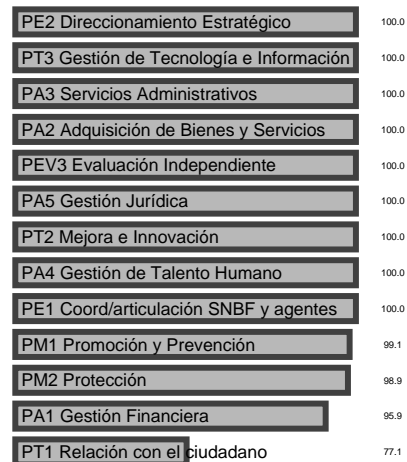 PE2 Direccionamiento Estratégico 100.0
PT3 Gestión de Tecnología e Información 100.0
PA3 Servicios Administrativos 100.0
PA2 Adquisición de Bienes y Servicios 100.0
PEV3 Evaluación Independiente 100.0
PA5 Gestión Jurídica 100.0
PT2 Mejora e Innovación 100.0
PA4 Gestión de Talento Humano 100.0
PE1 Coord/articulación SNBF y agentes 100.0
PM1 Promoción y Prevención 99.1
PM2 Protección 98.9
PA1 Gestión Financiera 95.9
PT1 Relación con el ciudadano 77.1